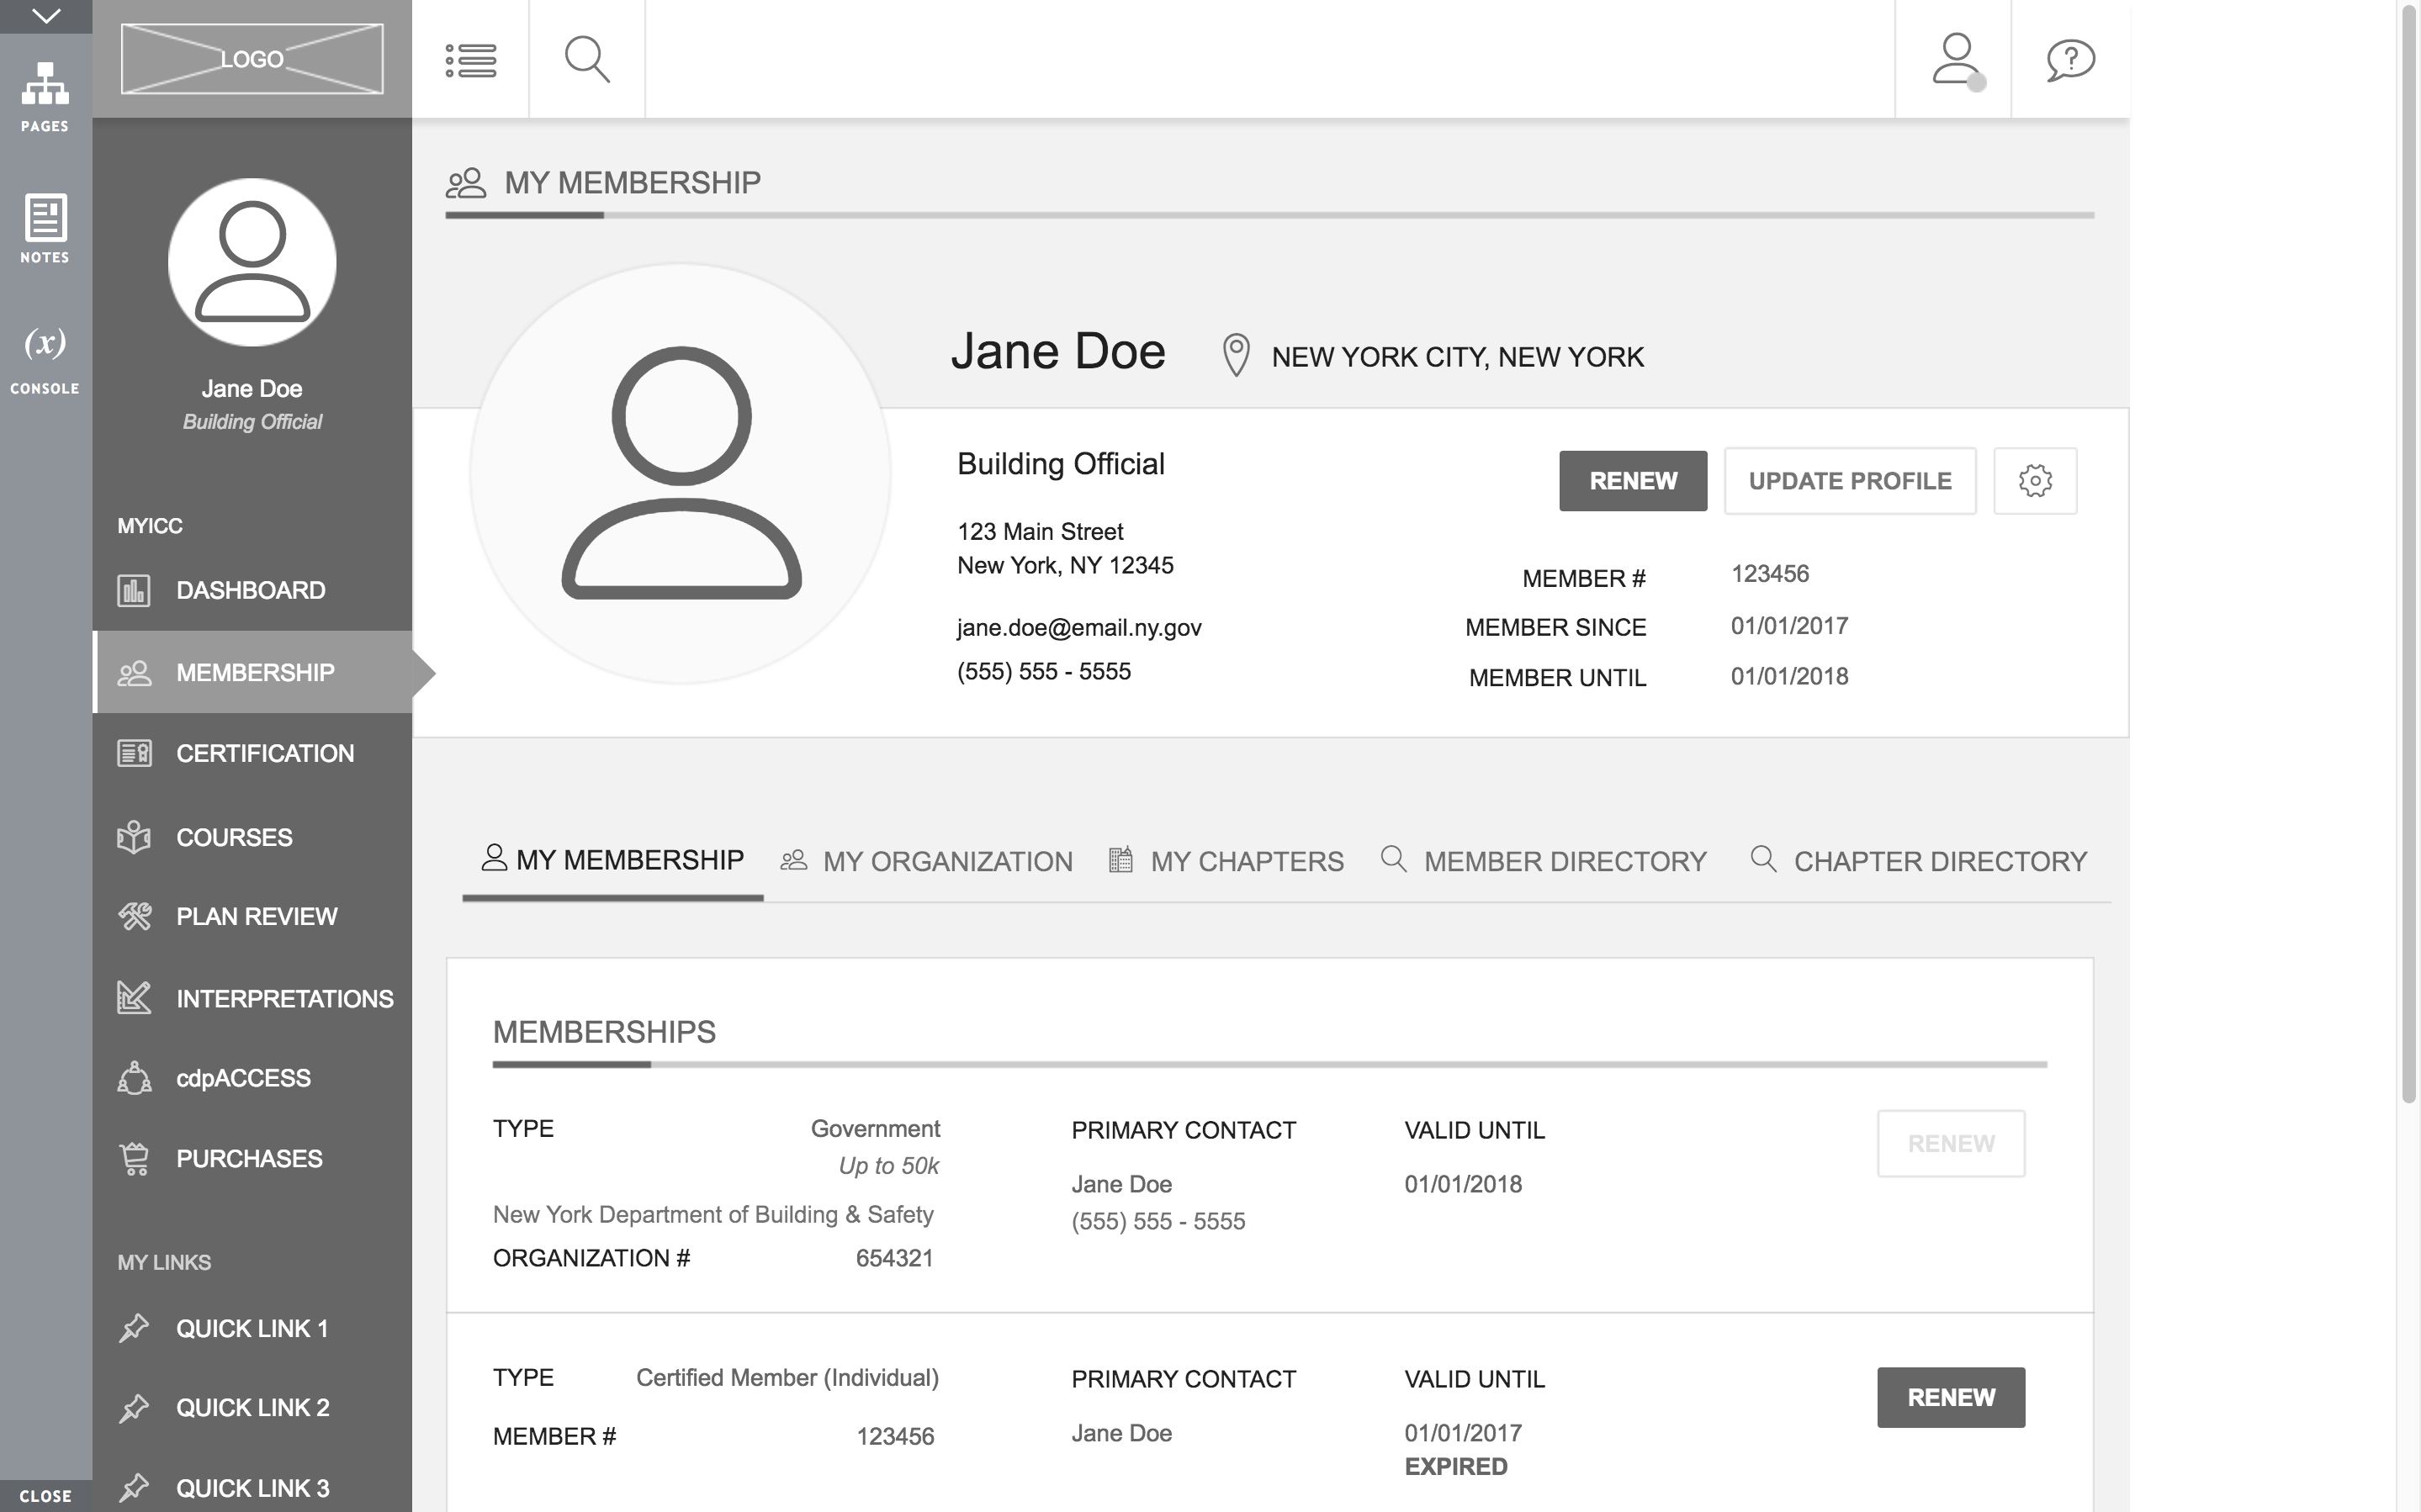 PAGES
NOTES
(x)
CONSOLE
CLOSE
LOGO
Jane Doe
Building Official
MYICC
DASHBOARD
MEMBERSHIP
CERTIFICATION
COURSES
PLAN REVIEW
INTERPRETATIONS
cdpACCESS
PURCHASES
MY LINKS
QUICK LINK 1
QUICK LINK 2
QUICK LINK 3
?
MY MEMBERSHIP
Jane Doe
NEW YORK CITY, NEW YORK
Building Official
123 Main Street
New York, NY 12345
jane.doe@email.ny.gov
(555) 555 - 5555
RENEW
UPDATE PROFILE
MEMBER # 123456
MEMBER SINCE 01/01/2017
MEMBER UNTIL 01/01/2018
MY MEMBERSHIP
MY ORGANIZATION
MY CHAPTERS
MEMBER DIRECTORY
CHAPTER DIRECTORY
MEMBERSHIPS
TYPE Government
Up to 50k
New York Department of Building & Safety
ORGANIZATION # 654321
PRIMARY CONTACT
Jane Doe
(555) 555 - 5555
VALID UNTIL
01/01/2018
RENEW
TYPE Certified Member (Individual)
MEMBER # 123456
PRIMARY CONTACT
Jane Doe
VALID UNTIL
01/01/2017
EXPIRED
RENEW